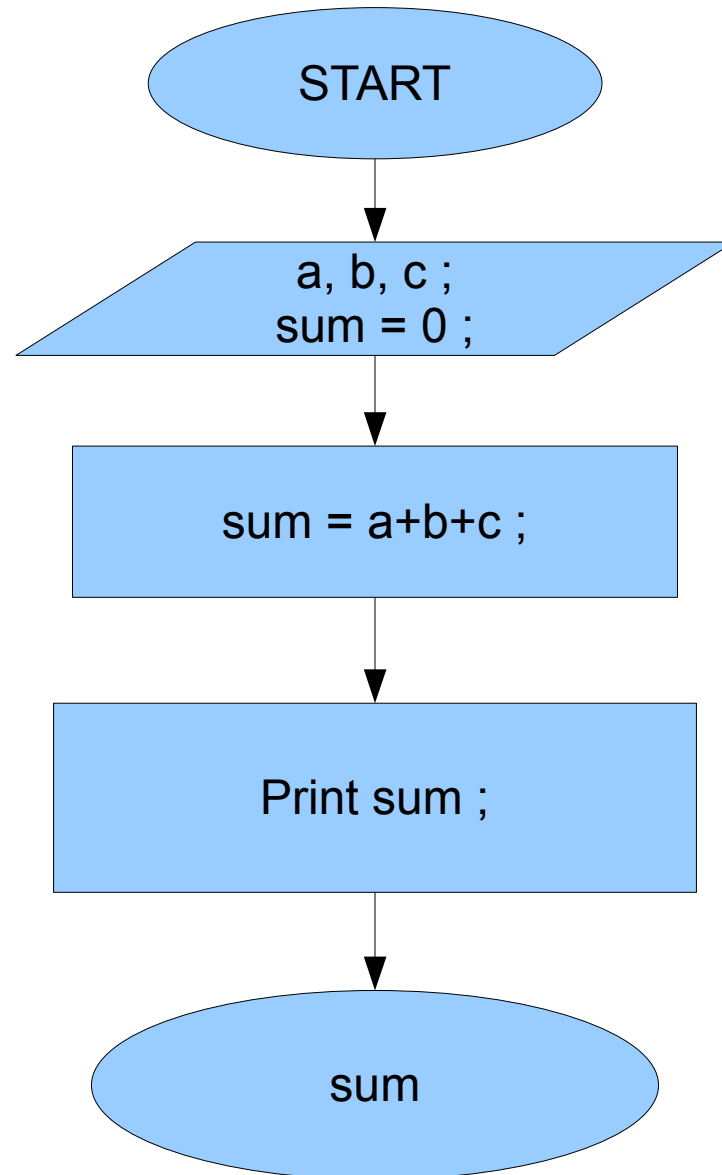 START
a, b, c ;
sum = 0 ;
sum = a+b+c ;
Print sum ;
sum